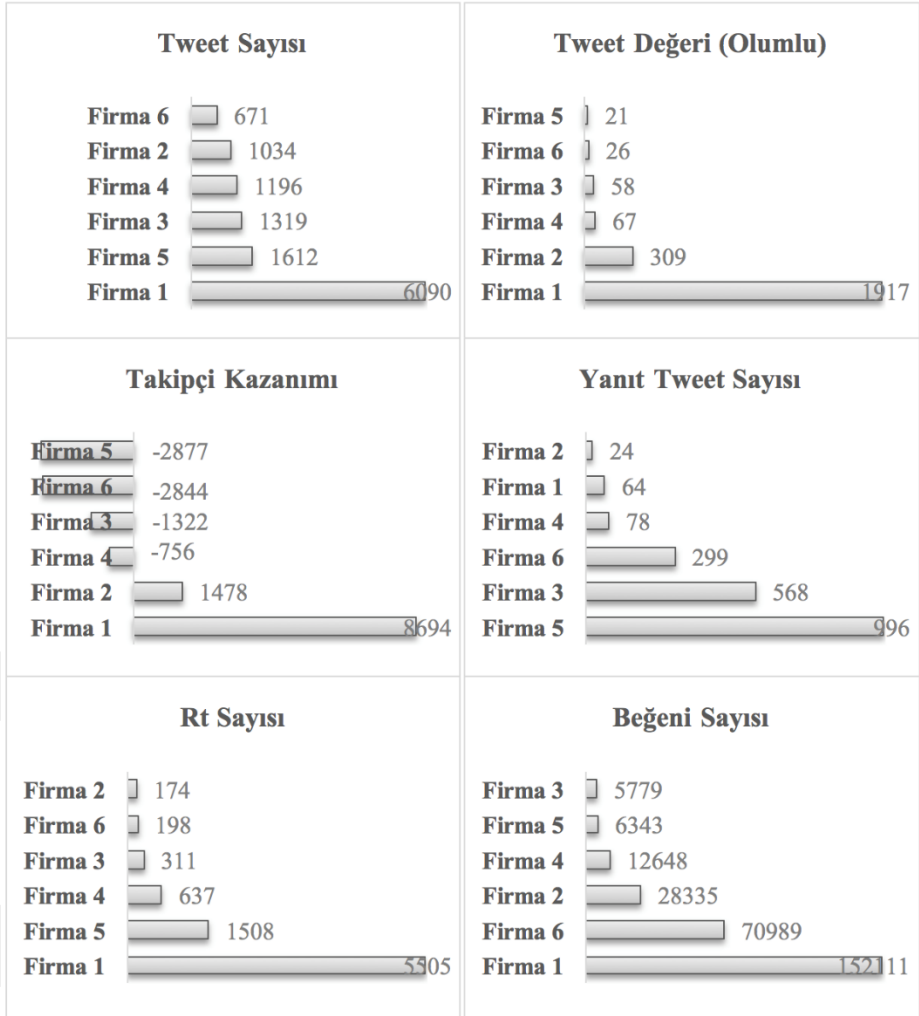 Tweet Sayısı
Firma 6 671
Firma 2 1034
Firma 4 1196
Firma 3 1319
Firma 5 1612
Firma 1 6090
Tweet Değeri (Olumlu)
Firma 5 21
Firma 6 26
Firma 3 58
Firma 4 67
Firma 2 309
Firma 1 1917
Takipçi Kazanımı
Firma 5 -2877
Firma 6 -2844
Firma 3 -1322
Firma 4 -756
Firma 2 1478
Firma 1 8694
Yanıt Tweet Sayısı
Firma 2 24
Firma 1 64
Firma 4 78
Firma 6 299
Firma 3 568
Firma 5 996
Rt Sayısı
Firma 2 174
Firma 6 198
Firma 3 311
Firma 4 637
Firma 5 1508
Firma 1 5505
Beğeni Sayısı
Firma 3 5779
Firma 5 6343
Firma 4 12648
Firma 2 28335
Firma 6 70989
Firma 1 152111